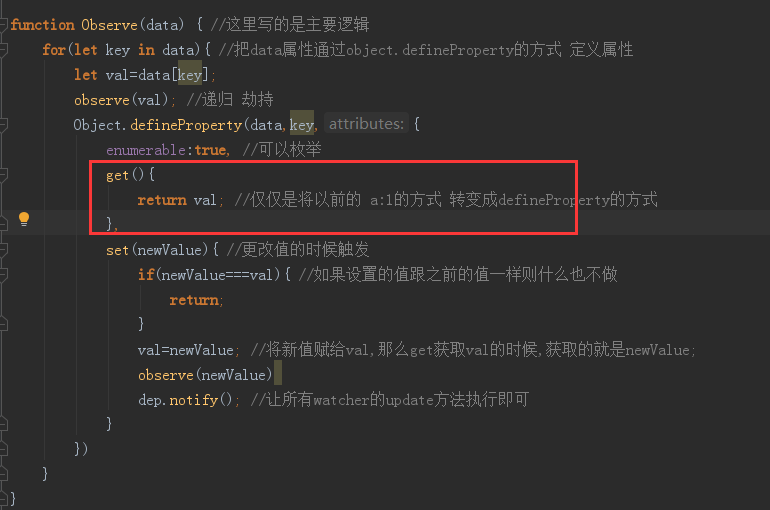 function Observe(data) { //这里写的是主要逻辑
for(let key in data){ //把data属性通过object.defineProperty的方式 定义属性
let val=data[key];
observe(val); //递归 劫持
Object.defineProperty(data,key, attributes: {
enumerable:true, //可以枚举
get(){
return val; //仅仅是将以前的 a:1的方式 转变成defineProperty的方式
},
set(newValue){ //更改值的时候触发
if(newValue===val){ //如果设置的值跟之前的值一样则什么也不做
return;
}
val=newValue; //将新值赋给val,那么get获取val的时候,获取的就是newValue;
observe(newValue)
dep.notify(); //让所有watcher的update方法执行即可
}
})
}
}